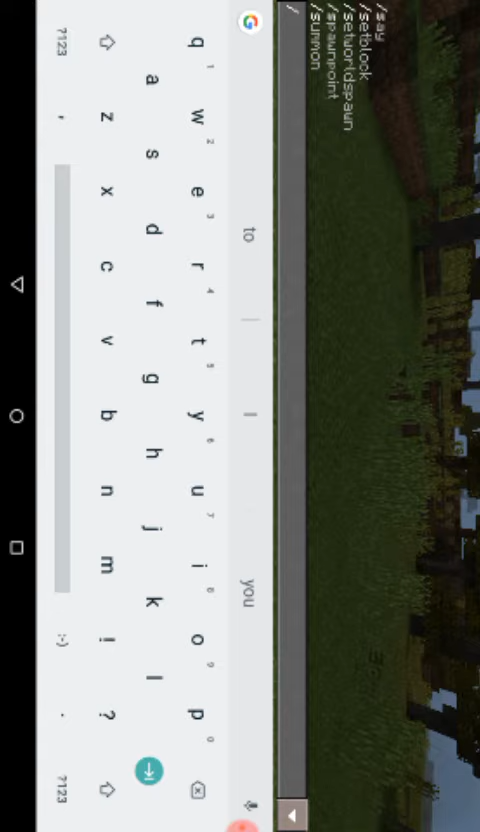 /say
/setblock
/setworldspawn
/spawnpoint
/summon
/
to | I you
q 1 w 2 e 3 r 4 t 5 y 6 u 7 i 8 o 9 p 0
a s d f g h j k l
z x c v b n m ! ?
?123 , :-) . ?123